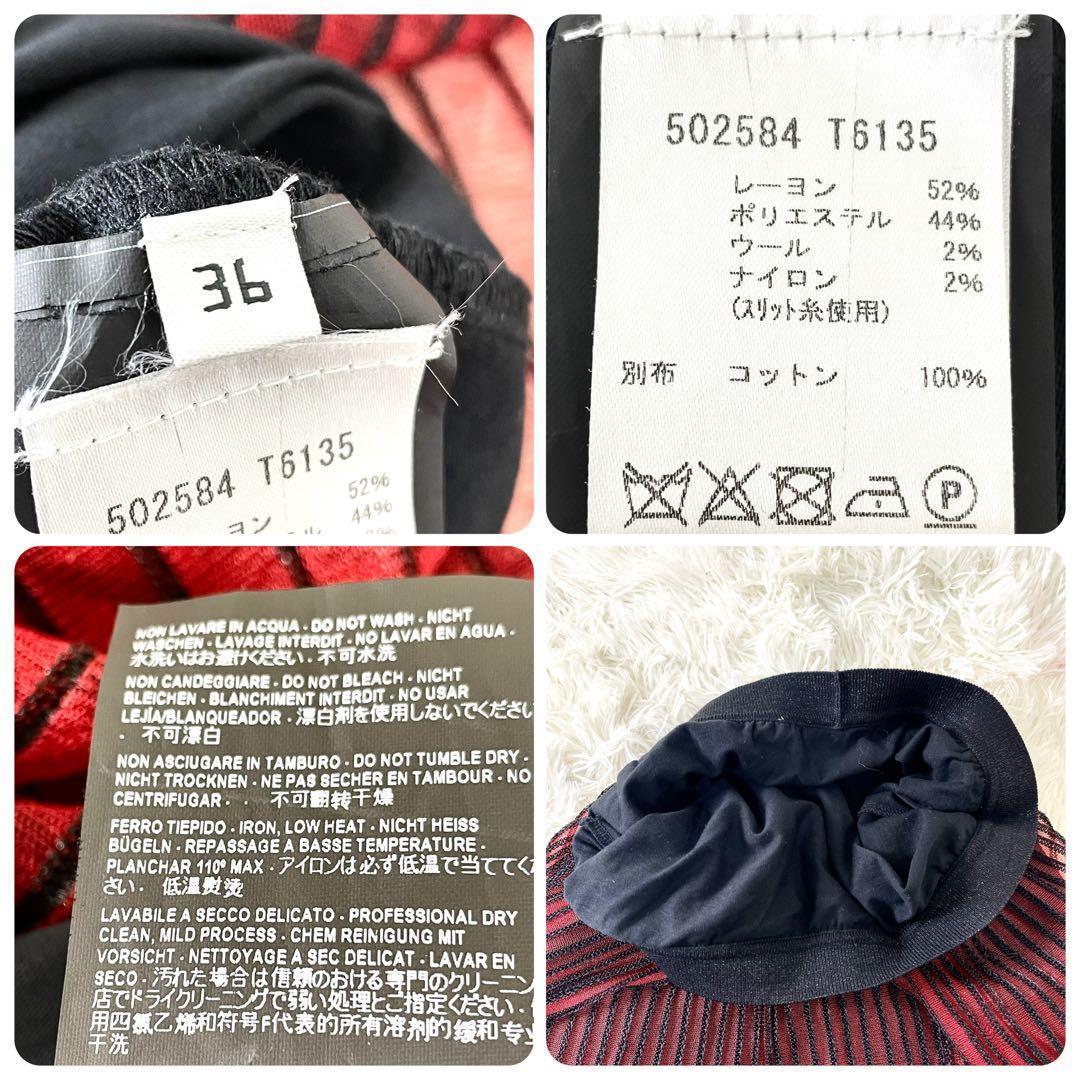 36
502584 T6135
52%
ヨン 44%
502584 T6135
レーヨン 52%
ポリエステル 44%
ウール 2%
ナイロン 2%
(スリット糸使用)
別布 コットン 100%
P
NON LAVARE IN ACQUA - DO NOT WASH - NICHT
WASCHEN - LAVAGE INTERDIT - NO LAVAR EN AGUA -
水洗いはお避けください - 不可水洗
NON CANDEGGIARE - DO NOT BLEACH - NICHT
BLEICHEN - BLANCHIMENT INTERDIT - NO USAR
LEJÍA/BLANQUEADOR - 漂白剤を使用しないでください
- 不可漂白
NON ASCIUGARE IN TAMBURO - DO NOT TUMBLE DRY -
NICHT TROCKNEN - NE PAS SECHER EN TAMBOUR - NO
CENTRIFUGAR - - 不可翻转干燥
FERRO TIEPIDO - IRON, LOW HEAT - NICHT HEISS
BÜGELN - REPASSAGE A BASSE TEMPERATURE -
PLANCHAR 110º MAX - アイロンは必ず低温で当ててくだ
さい - 低温熨烫
LAVABILE A SECCO DELICATO - PROFESSIONAL DRY
CLEAN, MILD PROCESS - CHEM REINIGUNG MIT
VORSICHT - NETTOYAGE A SEC DELICAT - LAVAR EN
SECO - 汚れた場合は信頼のおける専門のクリーニン
店でドライクリーニングで弱い処理とご指定ください -
用四氯乙烯和符号F代表的所有溶剂的缓和专业
干洗